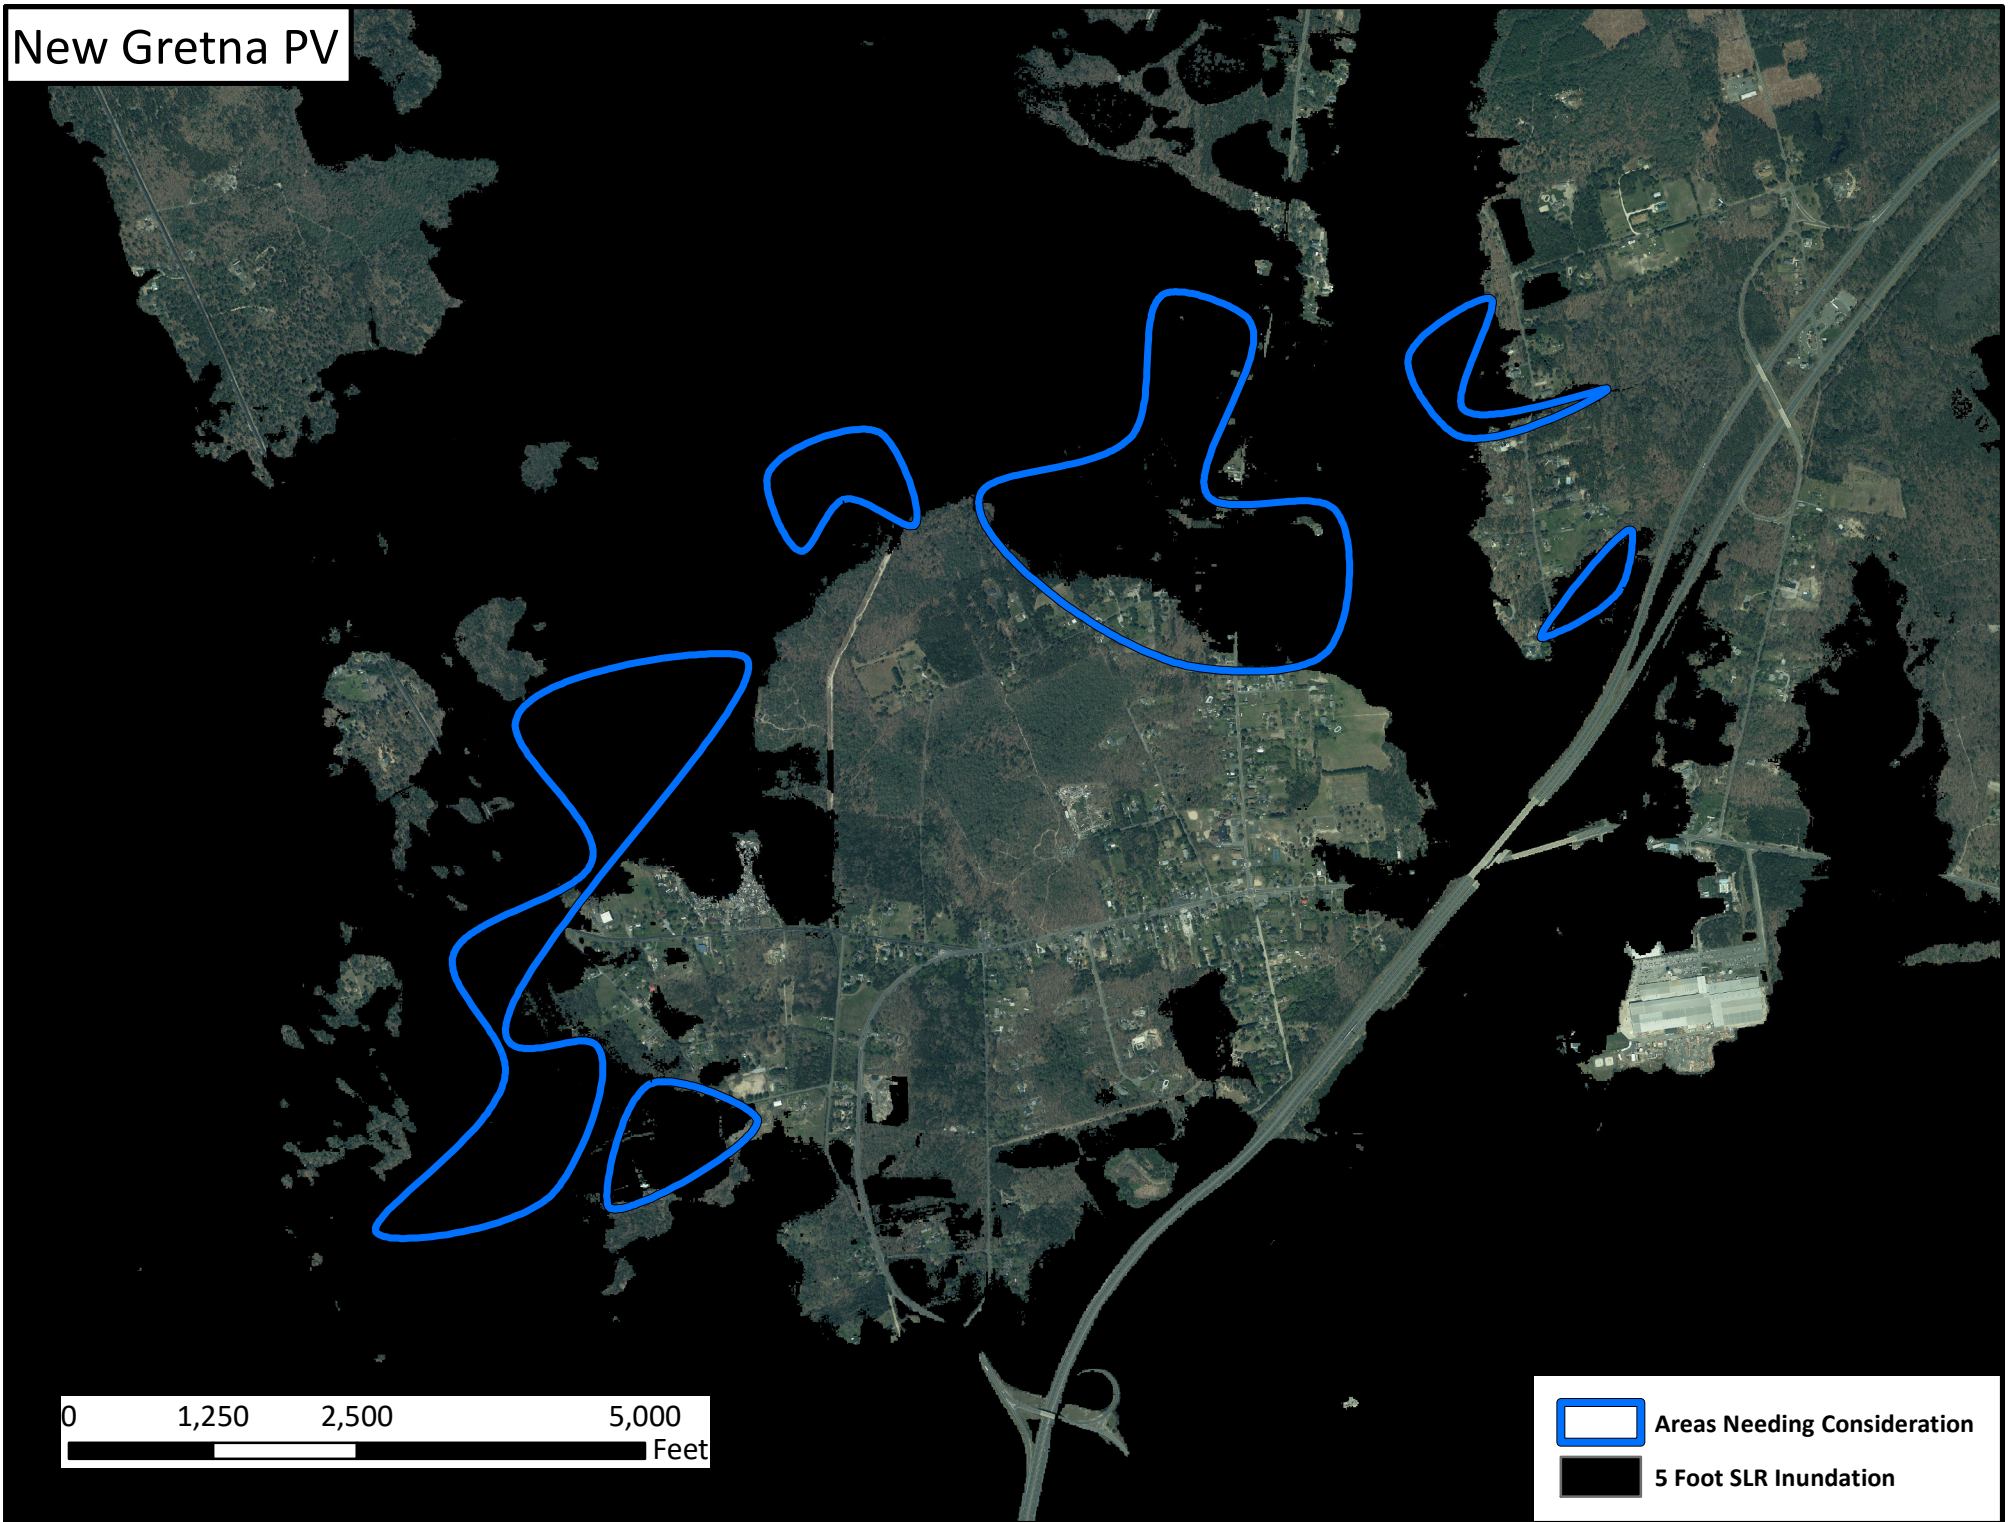 New Gretna PV
0 1,250 2,500 5,000
Feet
Areas Needing Consideration
5 Foot SLR Inundation